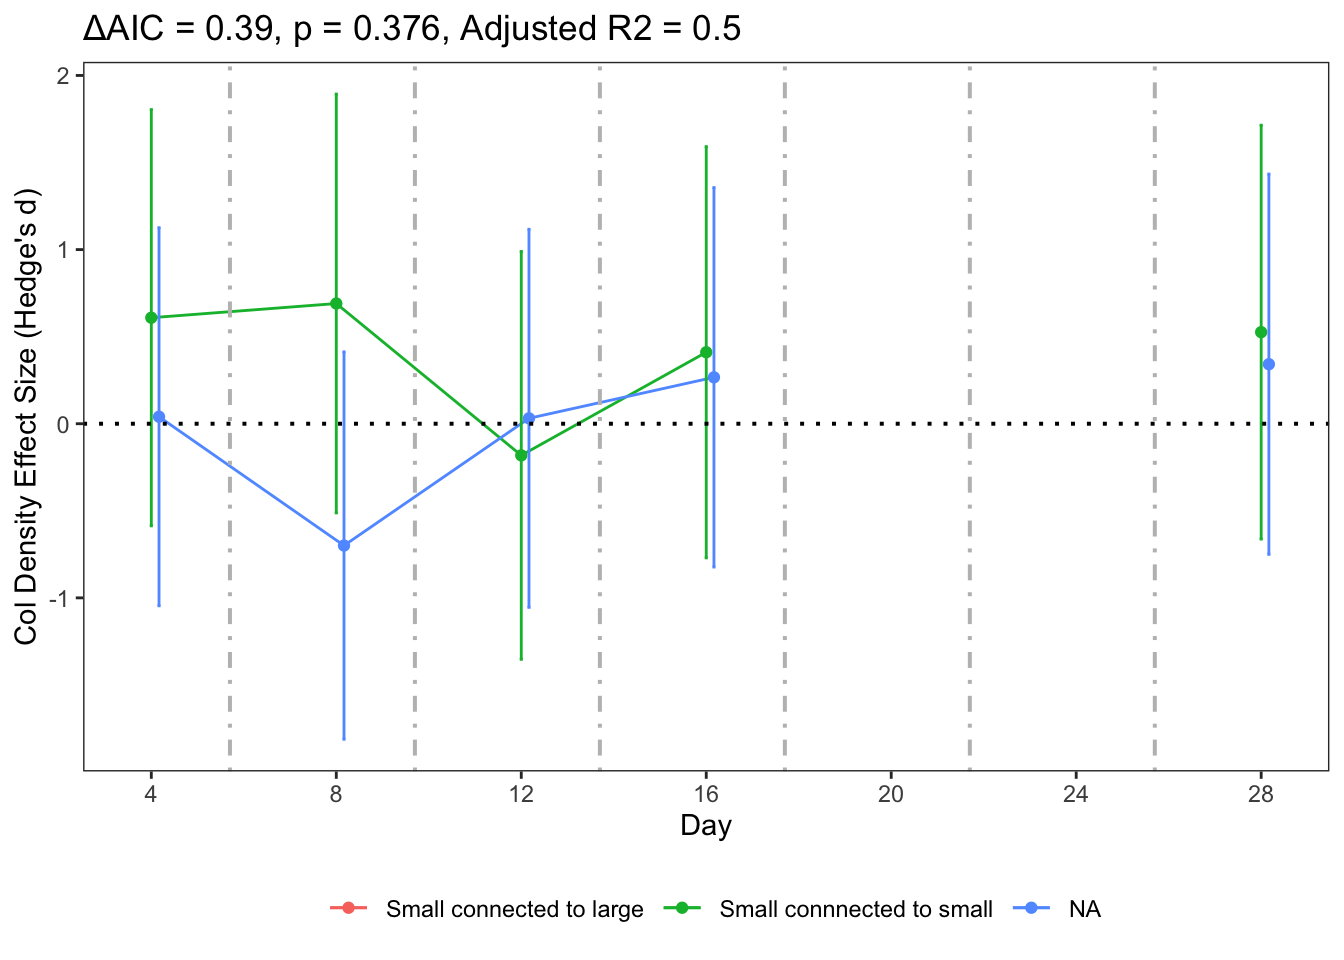 ΔAIC = 0.39, p = 0.376, Adjusted R2 = 0.5
Col Density Effect Size (Hedge's d)
2
1
0
-1
4 8 12 16 20 24 28
Day
Small connected to large Small connnected to small NA